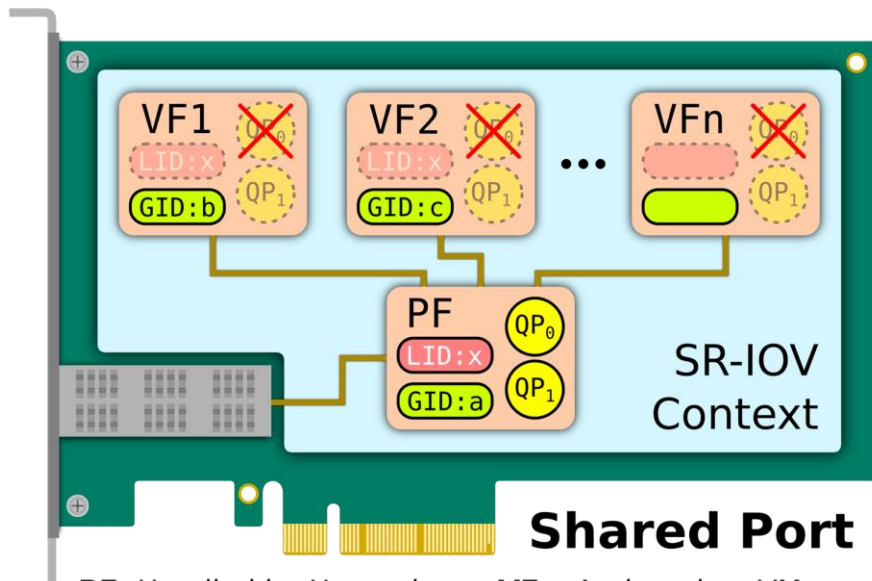 VF1 QP0 VF2 QP0 VFn QP0
LID:x LID:x
GID:b QP1 GID:c QP1 ... QP1
PF QP0
LID:x
GID:a QP1
SR-IOV
Context
Shared Port